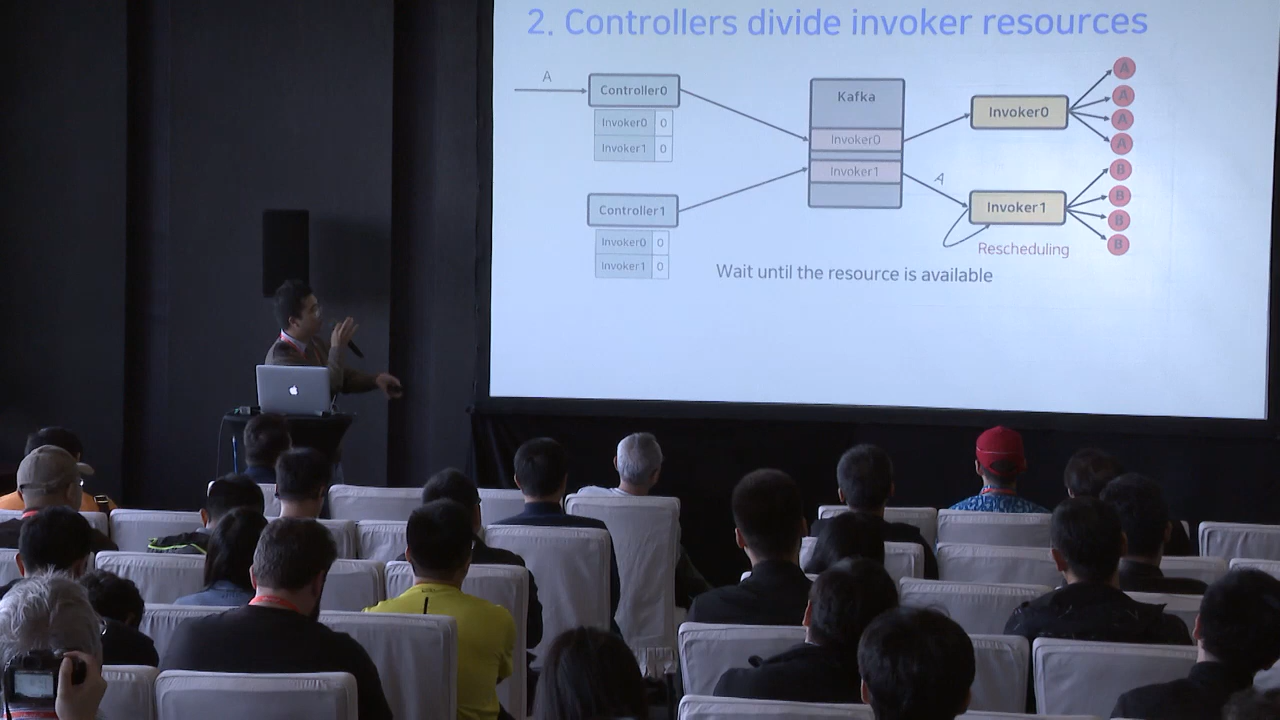 2. Controllers divide invoker resources
A
Controller0
Invoker0 0
Invoker1 0
Controller1
Invoker0 0
Invoker1 0
Kafka
Invoker0
Invoker1
A
Invoker0
Invoker1
Rescheduling
A
A
A
A
B
B
B
B
Wait until the resource is available